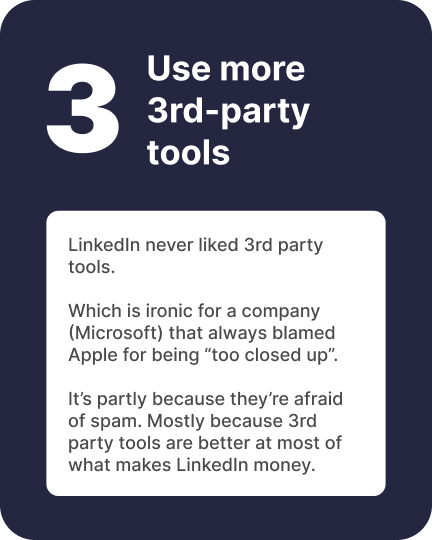 3
Use more
3rd-party
tools
LinkedIn never liked 3rd party
tools.
Which is ironic for a company
(Microsoft) that always blamed
Apple for being “too closed up”.
It’s partly because they’re afraid
of spam. Mostly because 3rd
party tools are better at most of
what makes LinkedIn money.